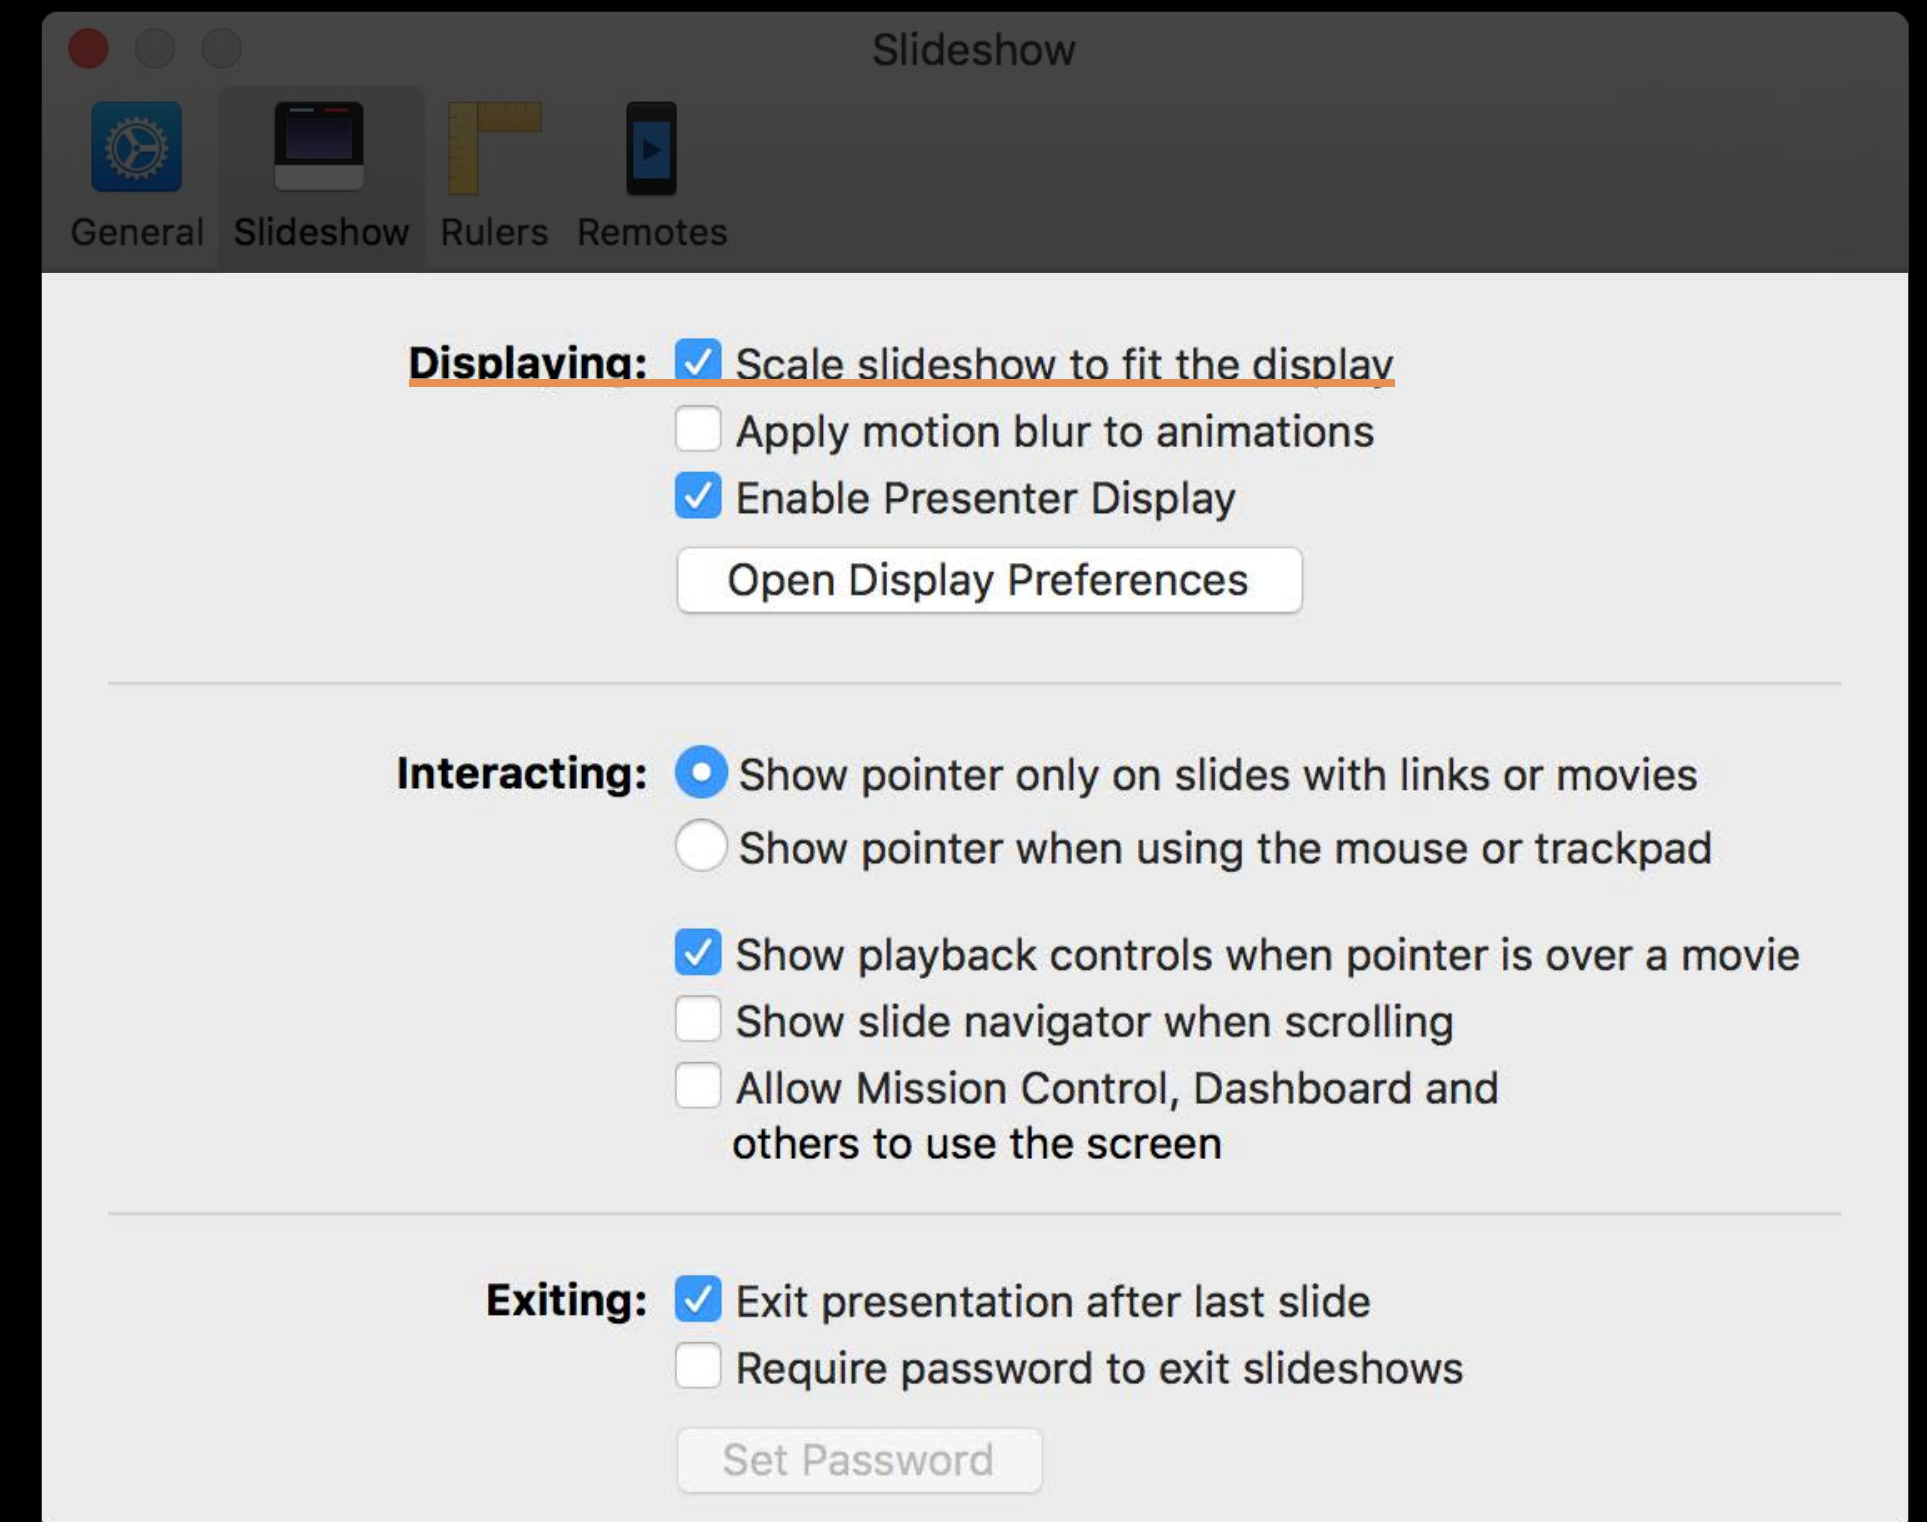 Slideshow
General Slideshow Rulers Remotes
Displaying: Scale slideshow to fit the display
Apply motion blur to animations
Enable Presenter Display
Open Display Preferences
Interacting: Show pointer only on slides with links or movies
Show pointer when using the mouse or trackpad
Show playback controls when pointer is over a movie
Show slide navigator when scrolling
Allow Mission Control, Dashboard and
others to use the screen
Exiting: Exit presentation after last slide
Require password to exit slideshows
Set Password